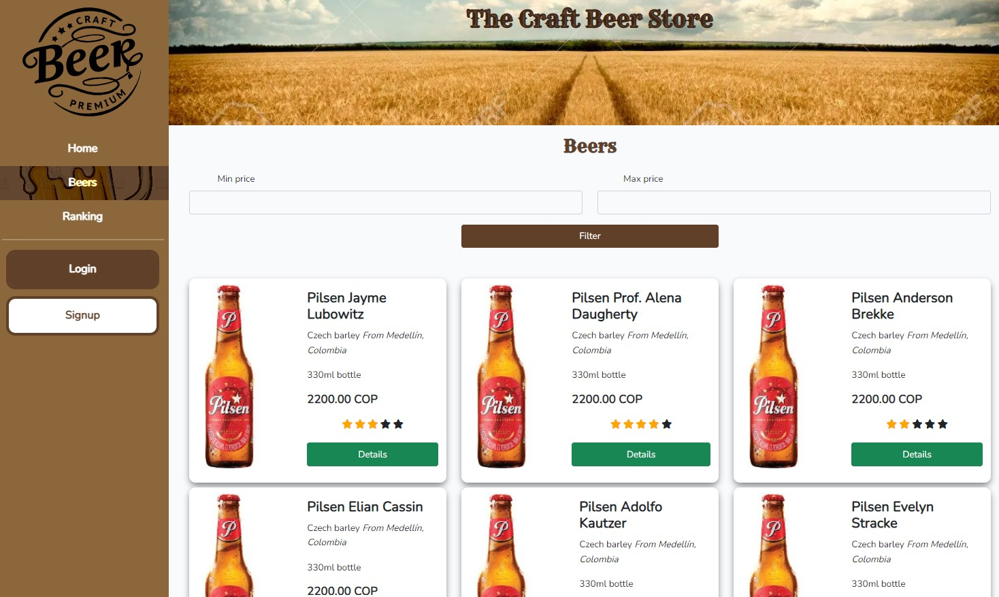 CRAFT
Beer
PREMIUM
Home
Beers
Ranking
Login
Signup
The Craft Beer Store
Beers
Min price
Max price
Filter
P
Pilsen
Pilsen Jayme
Lubowitz
Czech barley From Medellín,
Colombia
330ml bottle
2200.00 COP
Details
P
Pilsen
Pilsen Prof. Alena
Daugherty
Czech barley From Medellín,
Colombia
330ml bottle
2200.00 COP
Details
P
Pilsen
Pilsen Anderson
Brekke
Czech barley From Medellín,
Colombia
330ml bottle
2200.00 COP
Details
P
Pilsen Elian Cassin
Czech barley From Medellín,
Colombia
330ml bottle
2200.00 COP
P
Pilsen Adolfo
Kautzer
Czech barley From Medellín,
Colombia
330ml bottle
P
Pilsen Evelyn
Stracke
Czech barley From Medellín,
Colombia
330ml bottle